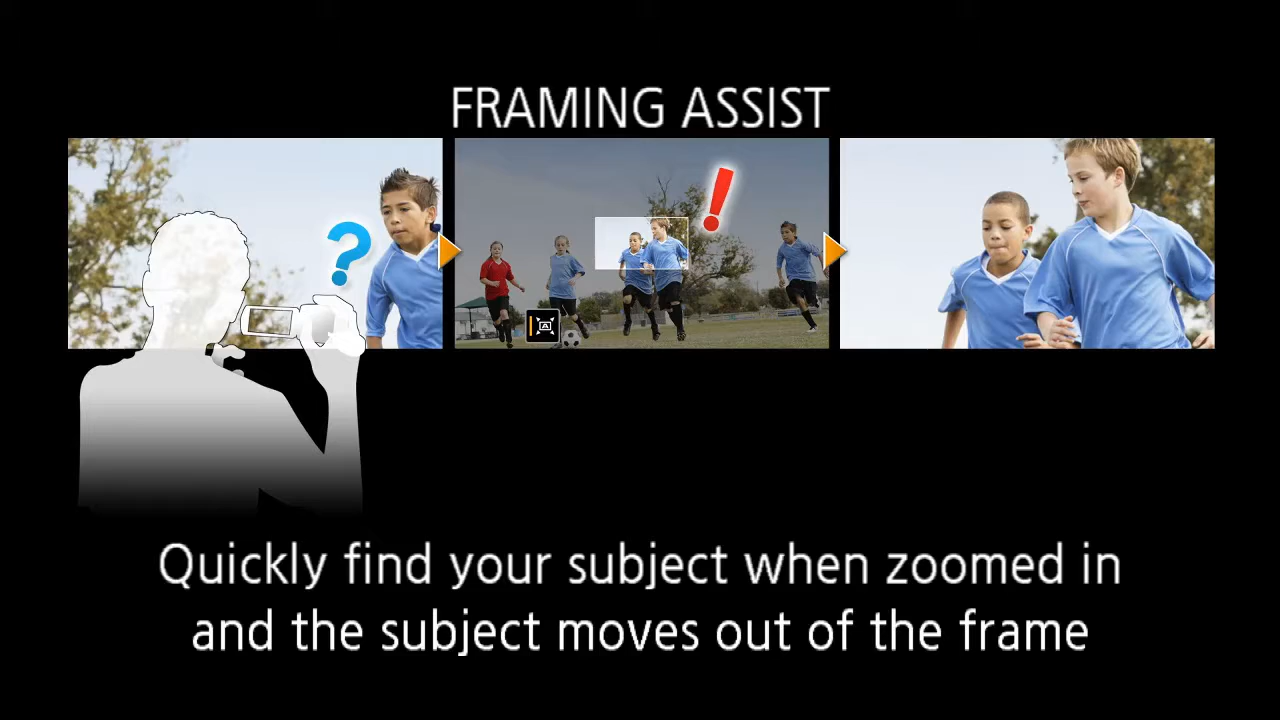 FRAMING ASSIST
?
!
Quickly find your subject when zoomed in
and the subject moves out of the frame